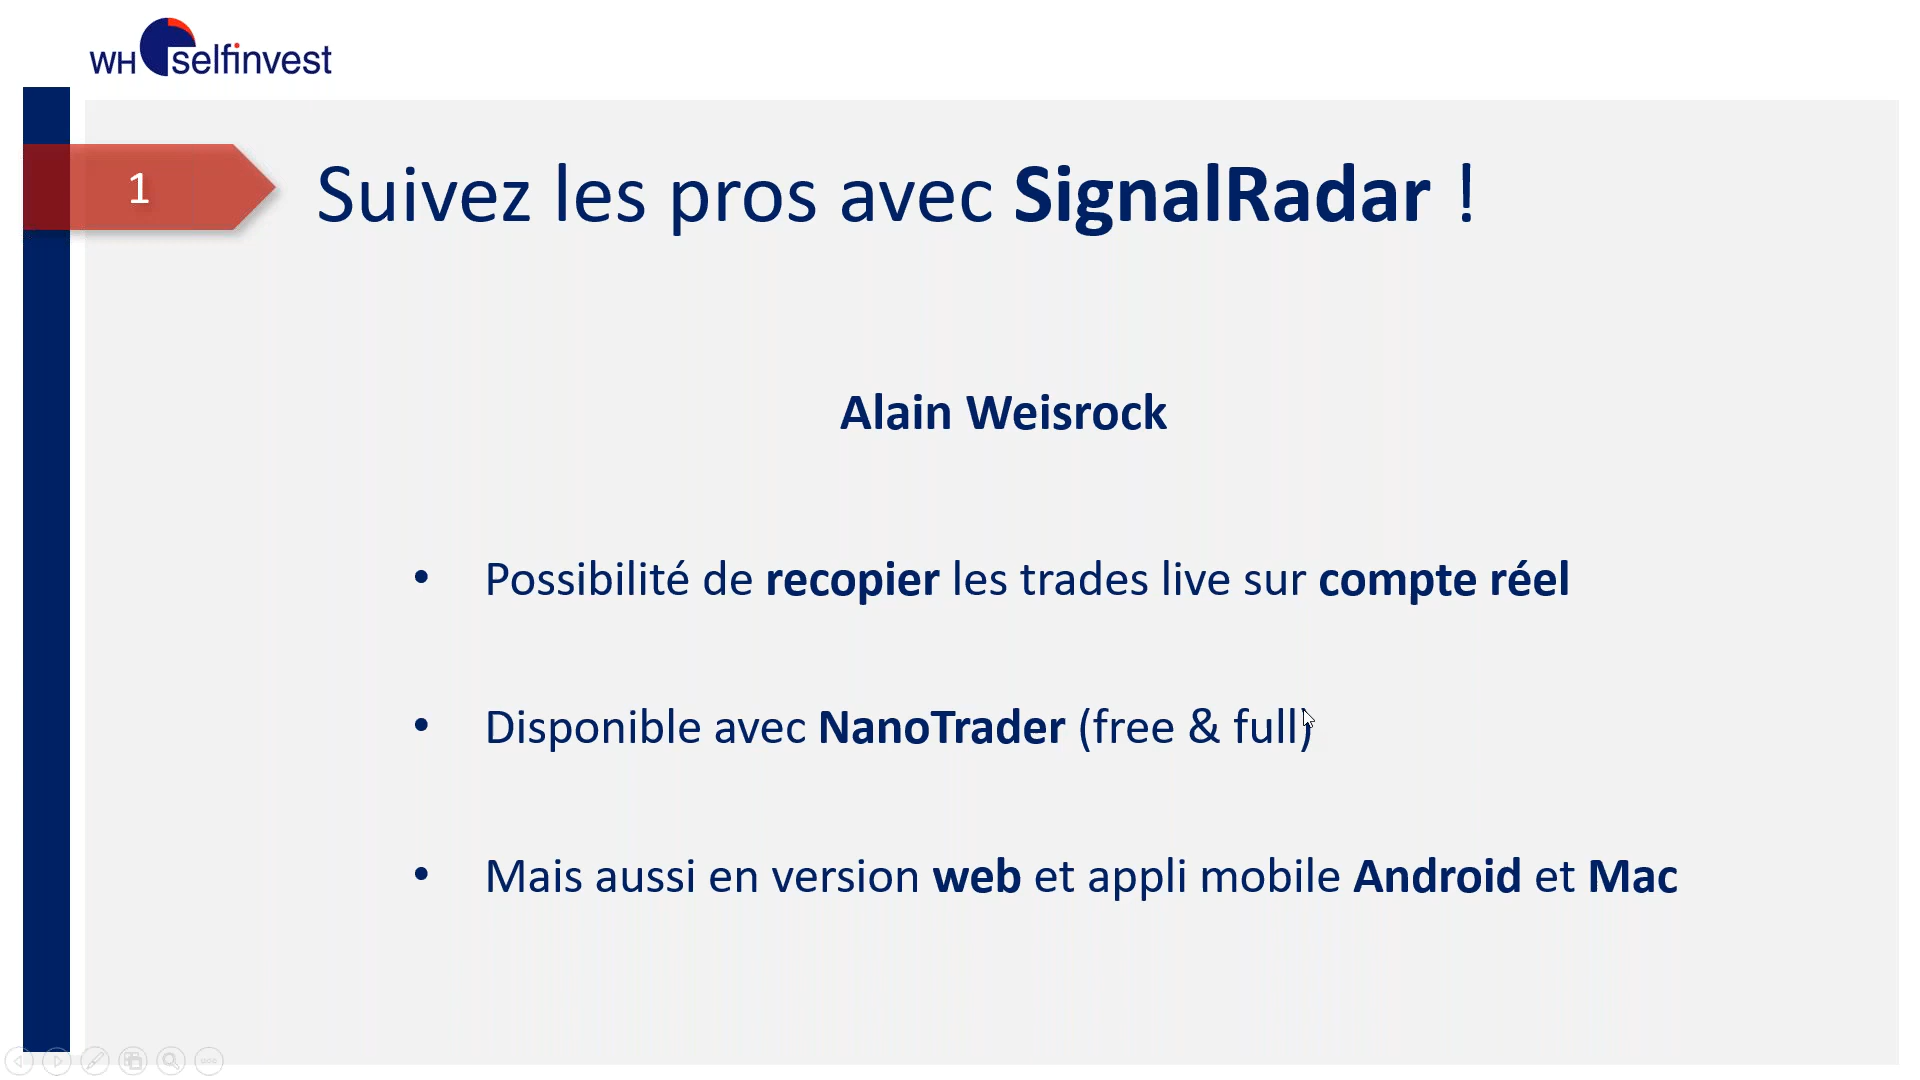 WH selfinvest
1
Suivez les pros avec SignalRadar !
Alain Weisrock
• Possibilité de recopier les trades live sur compte réel
• Disponible avec NanoTrader (free & full)
• Mais aussi en version web et appli mobile Android et Mac